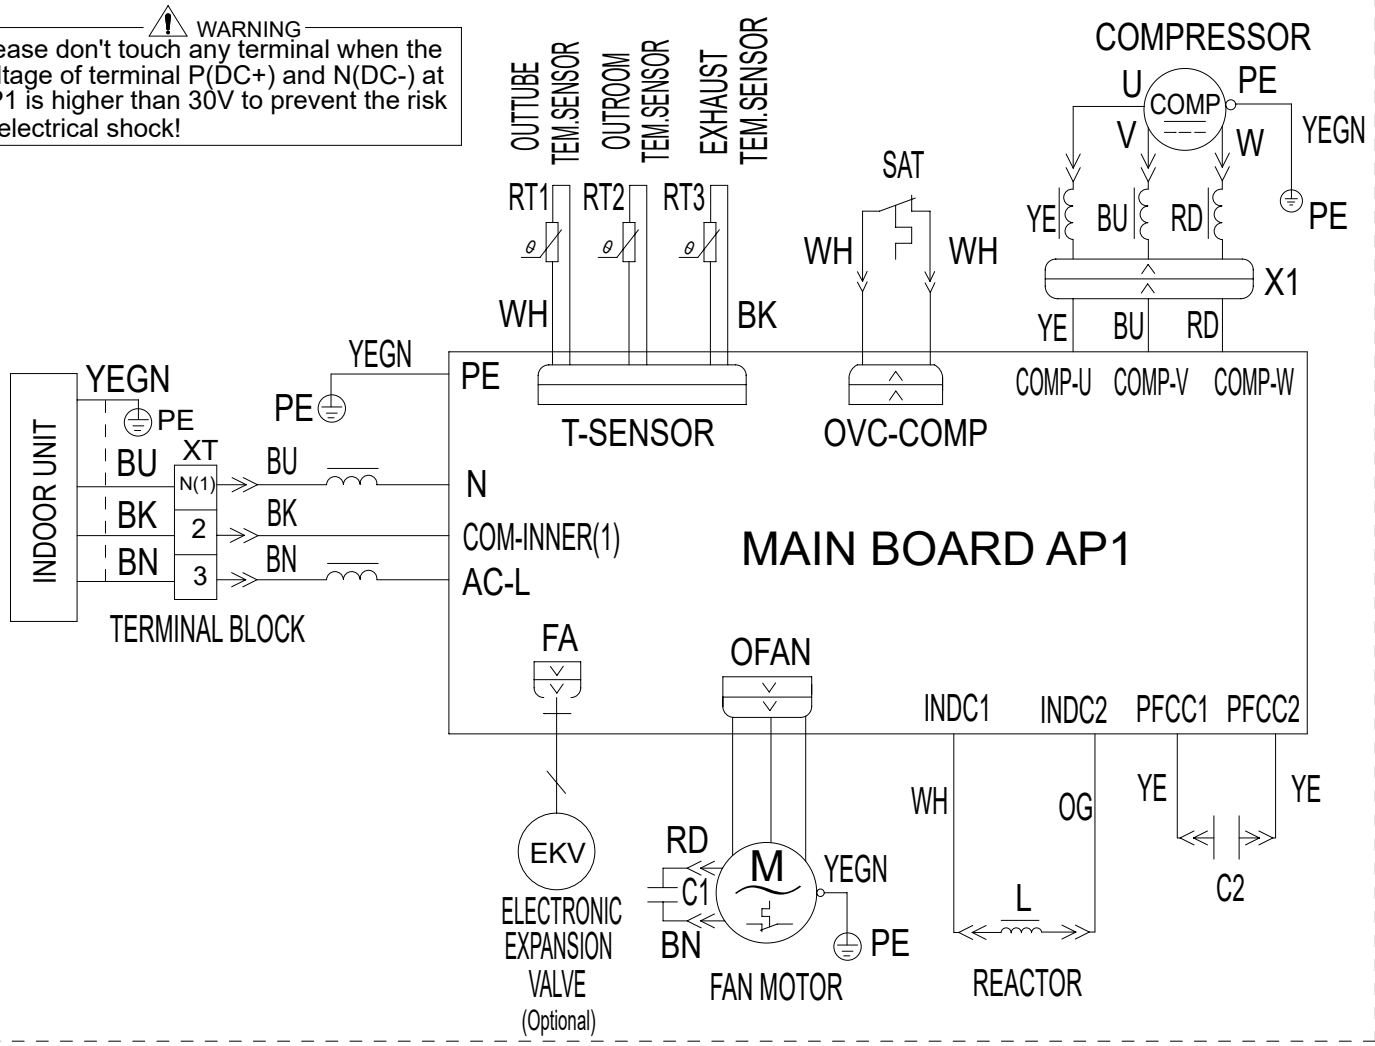 WARNING
ease don't touch any terminal when the
ltage of terminal P(DC+) and N(DC-) at
P1 is higher than 30V to prevent the risk
electrical shock!
OUTTUBE
TEM.SENSOR
OUTROOM
TEM.SENSOR
EXHAUST
TEM.SENSOR
RT1
RT2
RT3
θ
θ
θ
WH
BK
SAT
WH
WH
COMPRESSOR
U
COMP
PE
V
W
YEGN
PE
YE
BU
RD
X1
YE
BU
RD
INDOOR UNIT
YEGN
PE
YEGN
PE
BU
XT
N(1)
BU
BK
2
BK
BN
3
BN
TERMINAL BLOCK
PE
N
COM-INNER(1)
AC-L
T-SENSOR
OVC-COMP
COMP-U
COMP-V
COMP-W
MAIN BOARD AP1
FA
OFAN
INDC1
INDC2
PFCC1
PFCC2
EKV
ELECTRONIC
EXPANSION
VALVE
(Optional)
RD
C1
BN
M
YEGN
PE
FAN MOTOR
WH
OG
L
REACTOR
YE
YE
C2